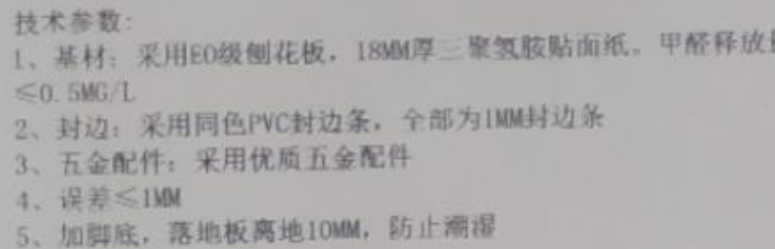 技术参数:
1、基材：采用EO级刨花板，18MM厚三聚氢胺贴面纸。甲醛释放
≤0.5MG/L
2、封边：采用同色PVC封边条，全部为1MM封边条
3、五金配件：采用优质五金配件
4、误差≤1MM
5、加脚底，落地板离地10MM，防止潮湿